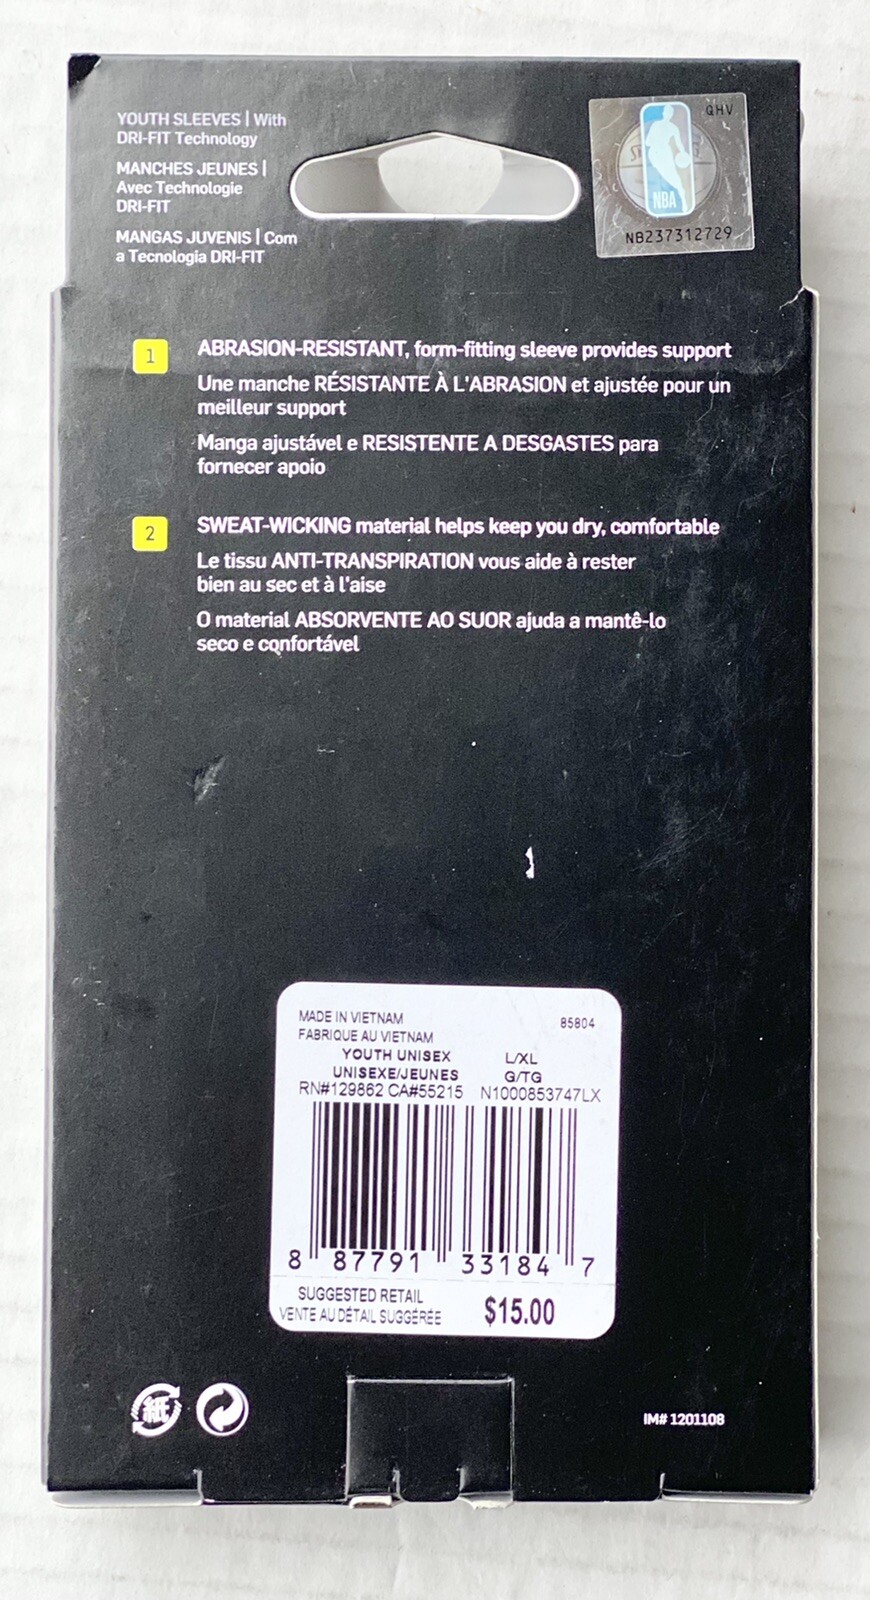 YOUTH SLEEVES | With
DRI-FIT Technology
MANCHES JEUNES |
Avec Technologie
DRI-FIT
MANGAS JUVENIS | Com
a Tecnologia DRI-FIT
QHV
NBA
NB237312729
1
ABRASION-RESISTANT, form-fitting sleeve provides support
Une manche RÉSISTANTE À L'ABRASION et ajustée pour un
meilleur support
Manga ajustável e RESISTENTE A DESGASTES para
fornecer apoio
2
SWEAT-WICKING material helps keep you dry, comfortable
Le tissu ANTI-TRANSPIRATION vous aide à rester
bien au sec et à l'aise
O material ABSORVENTE AO SUOR ajuda a mantê-lo
seco e confortável
MADE IN VIETNAM 85804
FABRIQUE AU VIETNAM
YOUTH UNISEX L/XL
UNISEXE/JEUNES G/TG
RN#129862 CA#55215 N1000853747LX
8 87791 33184 7
SUGGESTED RETAIL
VENTE AU DÉTAIL SUGGÉRÉE $15.00
紙
IM# 1201108